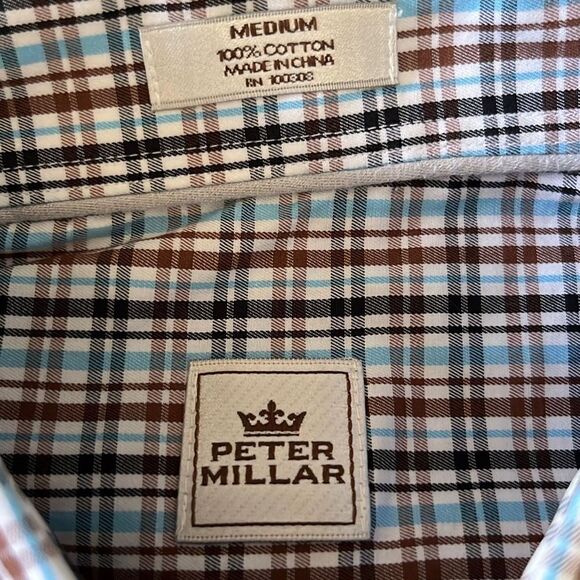 MEDIUM
100% COTTON
MADE IN CHINA
RN 100308
PETER
MILLAR